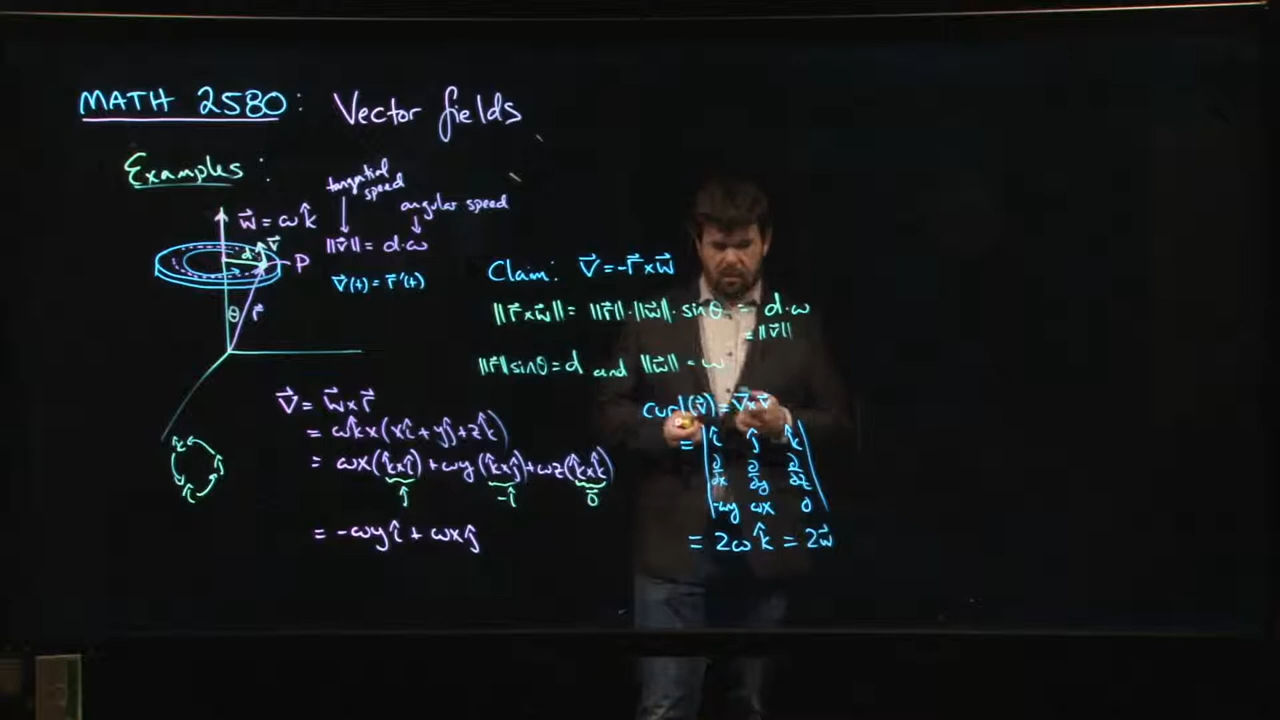 MATH 2580: Vector fields
Examples:
tangential speed
angular speed
w⃗ = ωk̂
‖v⃗‖ = d·ω
v⃗
d
P
v⃗(t) = r⃗'(t)
θ
r⃗
Claim: v⃗ = -r⃗×w⃗
‖r⃗×w⃗‖ = ‖r⃗‖·‖w⃗‖·sinθ = d·ω
= ‖v⃗‖
‖r⃗‖sinθ = d and ‖w⃗‖ = ω
v⃗ = w⃗×r⃗
= ωk̂×(xî+yĵ+zk̂)
= ωx(k̂×î)+ωy(k̂×ĵ)+ωz(k̂×k̂)
ĵ -î 0⃗
= -ωyî + ωxĵ
k̂
î
ĵ
curl(v⃗) = ∇⃗×v⃗
= | î ĵ k̂ |
∂/∂x ∂/∂y ∂/∂z
-ωy ωx 0
= 2ωk̂ = 2w⃗